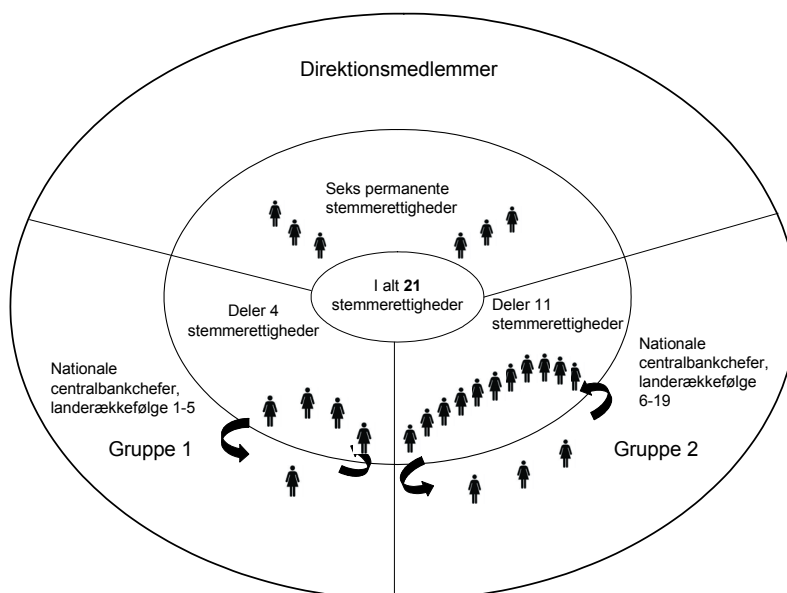 Direktionsmedlemmer
Seks permanente
stemmerettigheder
I alt 21
stemmerettigheder
Deler 4
stemmerettigheder
Deler 11
stemmerettigheder
Nationale
centralbankchefer,
landerækkefølge 1-5
Gruppe 1
Nationale
centralbankchefer,
landerækkefølge
6-19
Gruppe 2